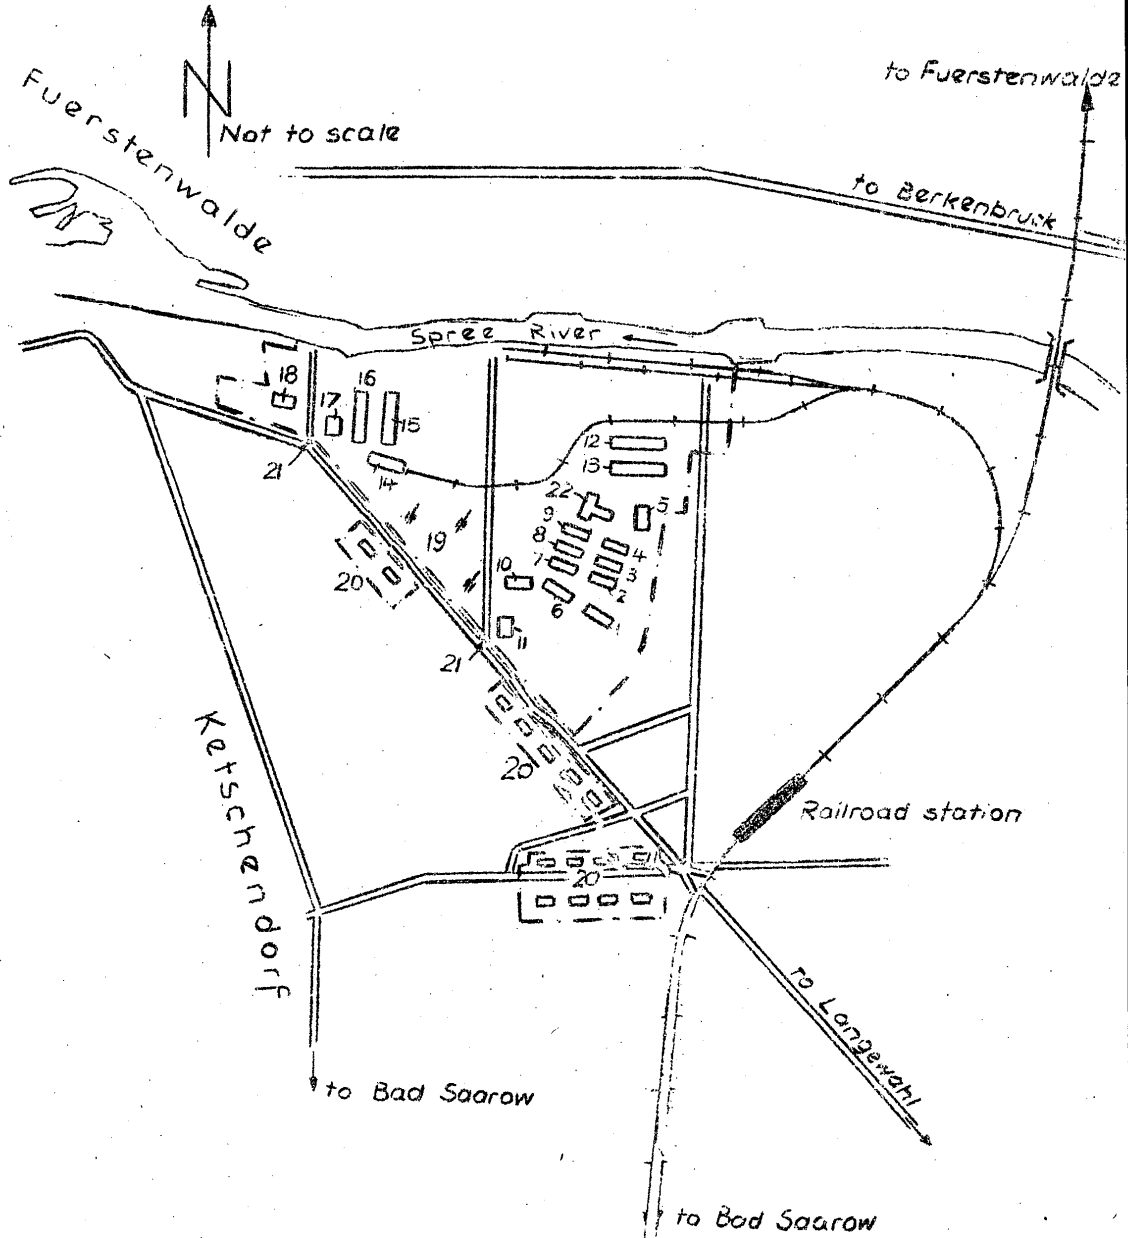 N
Not to scale
to Fuerstenwalde
Fuerstenwalde
to Berkenbruck
Spree River
18
16
17
15
21
14
12
13
22
5
9
8
4
7
3
19
10
2
20
6
1
11
21
20
Ketschendorf
Railroad station
20
to Langewahl
to Bad Saarow
to Bad Saarow